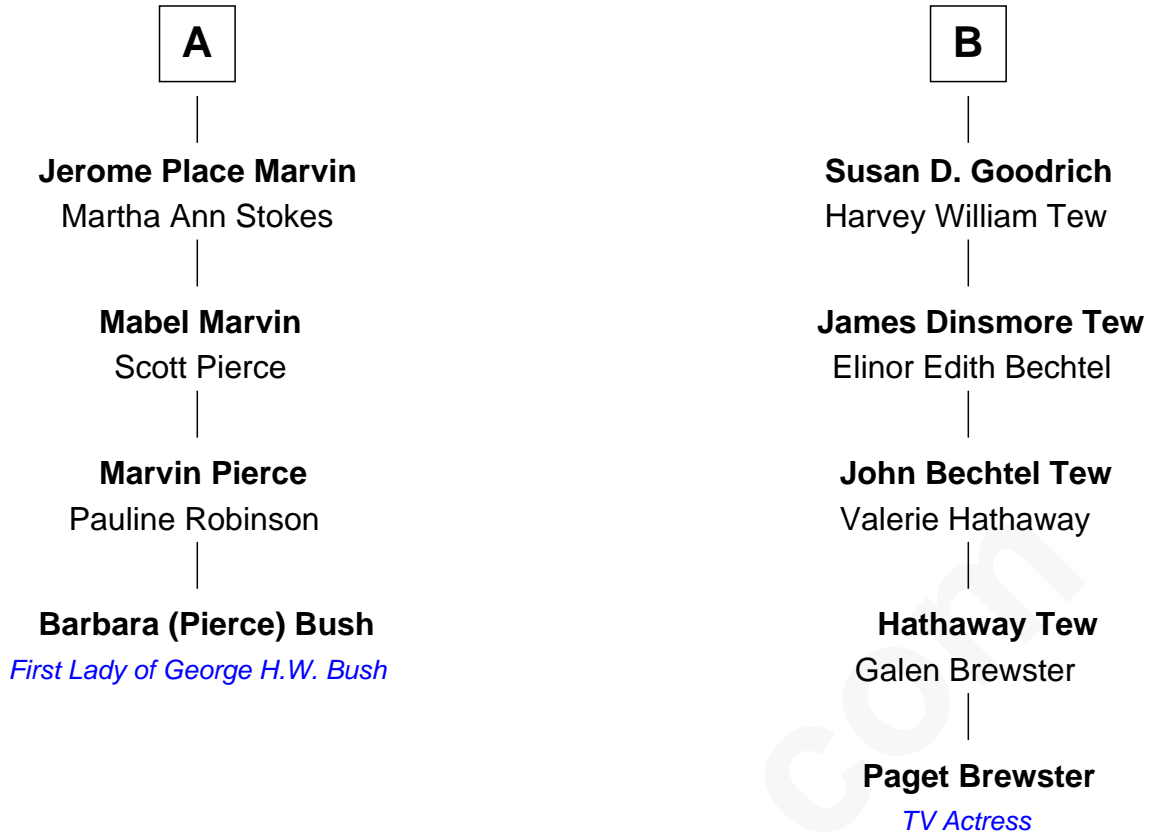 A
Jerome Place Marvin
Martha Ann Stokes
Mabel Marvin
Scott Pierce
Marvin Pierce
Pauline Robinson
Barbara (Pierce) Bush
First Lady of George H.W. Bush
B
Susan D. Goodrich
Harvey William Tew
James Dinsmore Tew
Elinor Edith Bechtel
John Bechtel Tew
Valerie Hathaway
Hathaway Tew
Galen Brewster
Paget Brewster
TV Actress
com